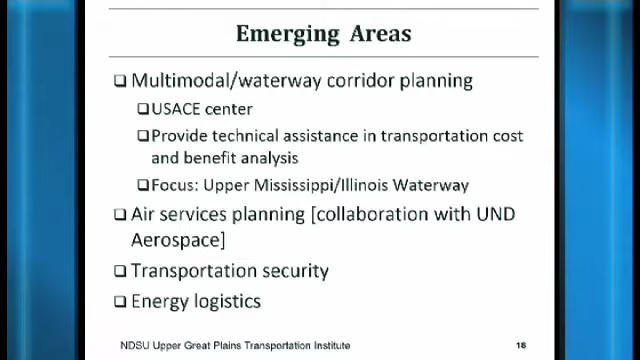 Emerging Areas
❑ Multimodal/waterway corridor planning
❑USACE center
❑Provide technical assistance in transportation cost
and benefit analysis
❑Focus: Upper Mississippi/Illinois Waterway
❑ Air services planning [collaboration with UND
Aerospace]
❑ Transportation security
❑ Energy logistics
NDSU Upper Great Plains Transportation Institute 18